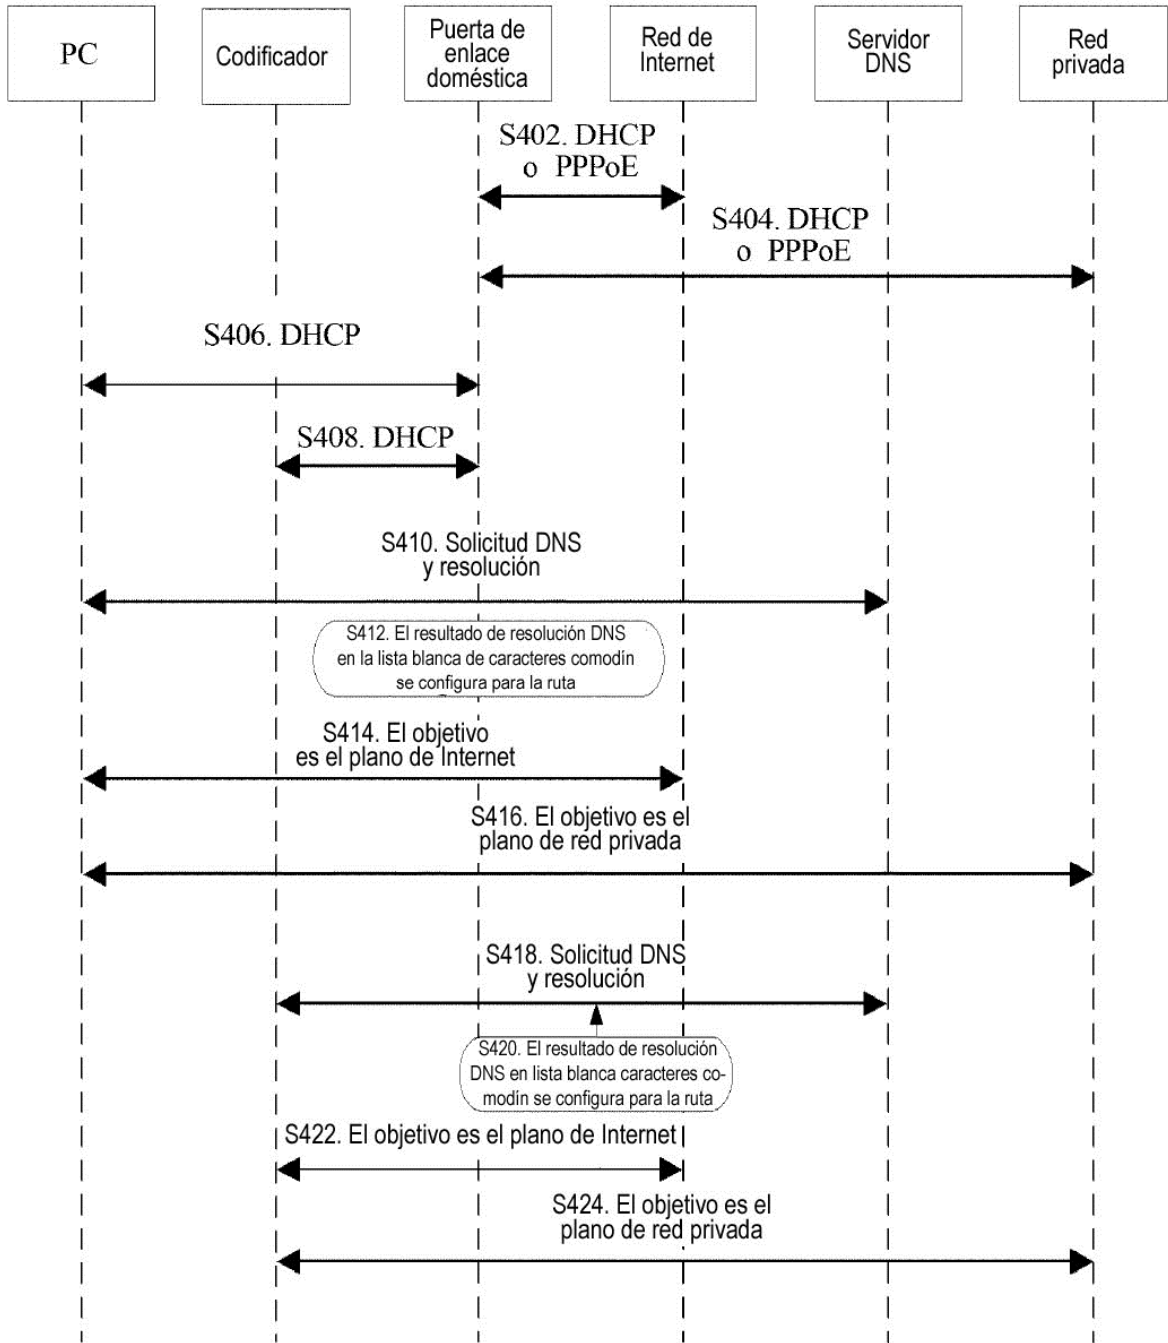 PC
Codificador
Puerta de
enlace
doméstica
Red de
Internet
Servidor
DNS
Red
privada
S402. DHCP
o PPPoE
S404. DHCP
o PPPoE
S406. DHCP
S408. DHCP
S410. Solicitud DNS
y resolución
S412. El resultado de resolución DNS
en la lista blanca de caracteres comodín
se configura para la ruta
S414. El objetivo
es el plano de Internet
S416. El objetivo es el
plano de red privada
S418. Solicitud DNS
y resolución
S420. El resultado de resolución
DNS en lista blanca caracteres co-
modín se configura para la ruta
S422. El objetivo es el plano de Internet
S424. El objetivo es el
plano de red privada